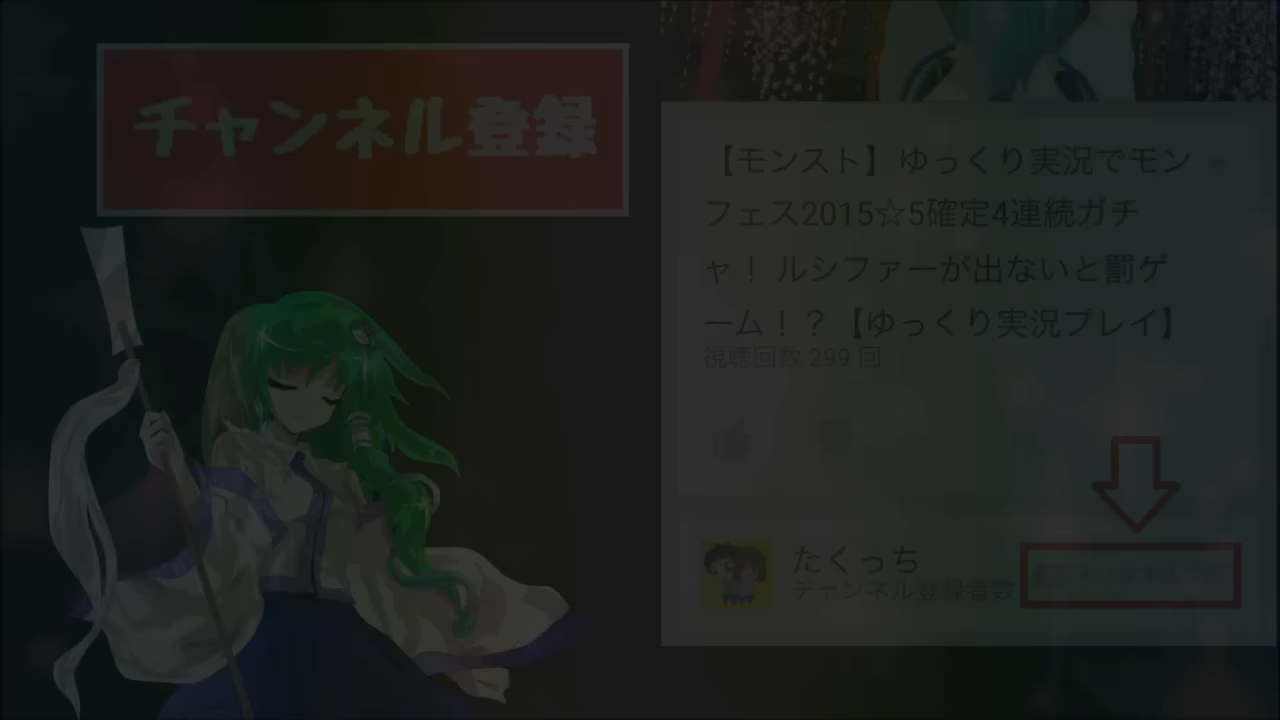 チャンネル登録
【モンスト】ゆっくり実況でモン
フェス2015☆5確定4連続ガチ
ャ！ルシファーが出ないと罰ゲ
ーム！？【ゆっくり実況プレイ】
視聴回数 299 回
たくっち
チャンネル登録者数